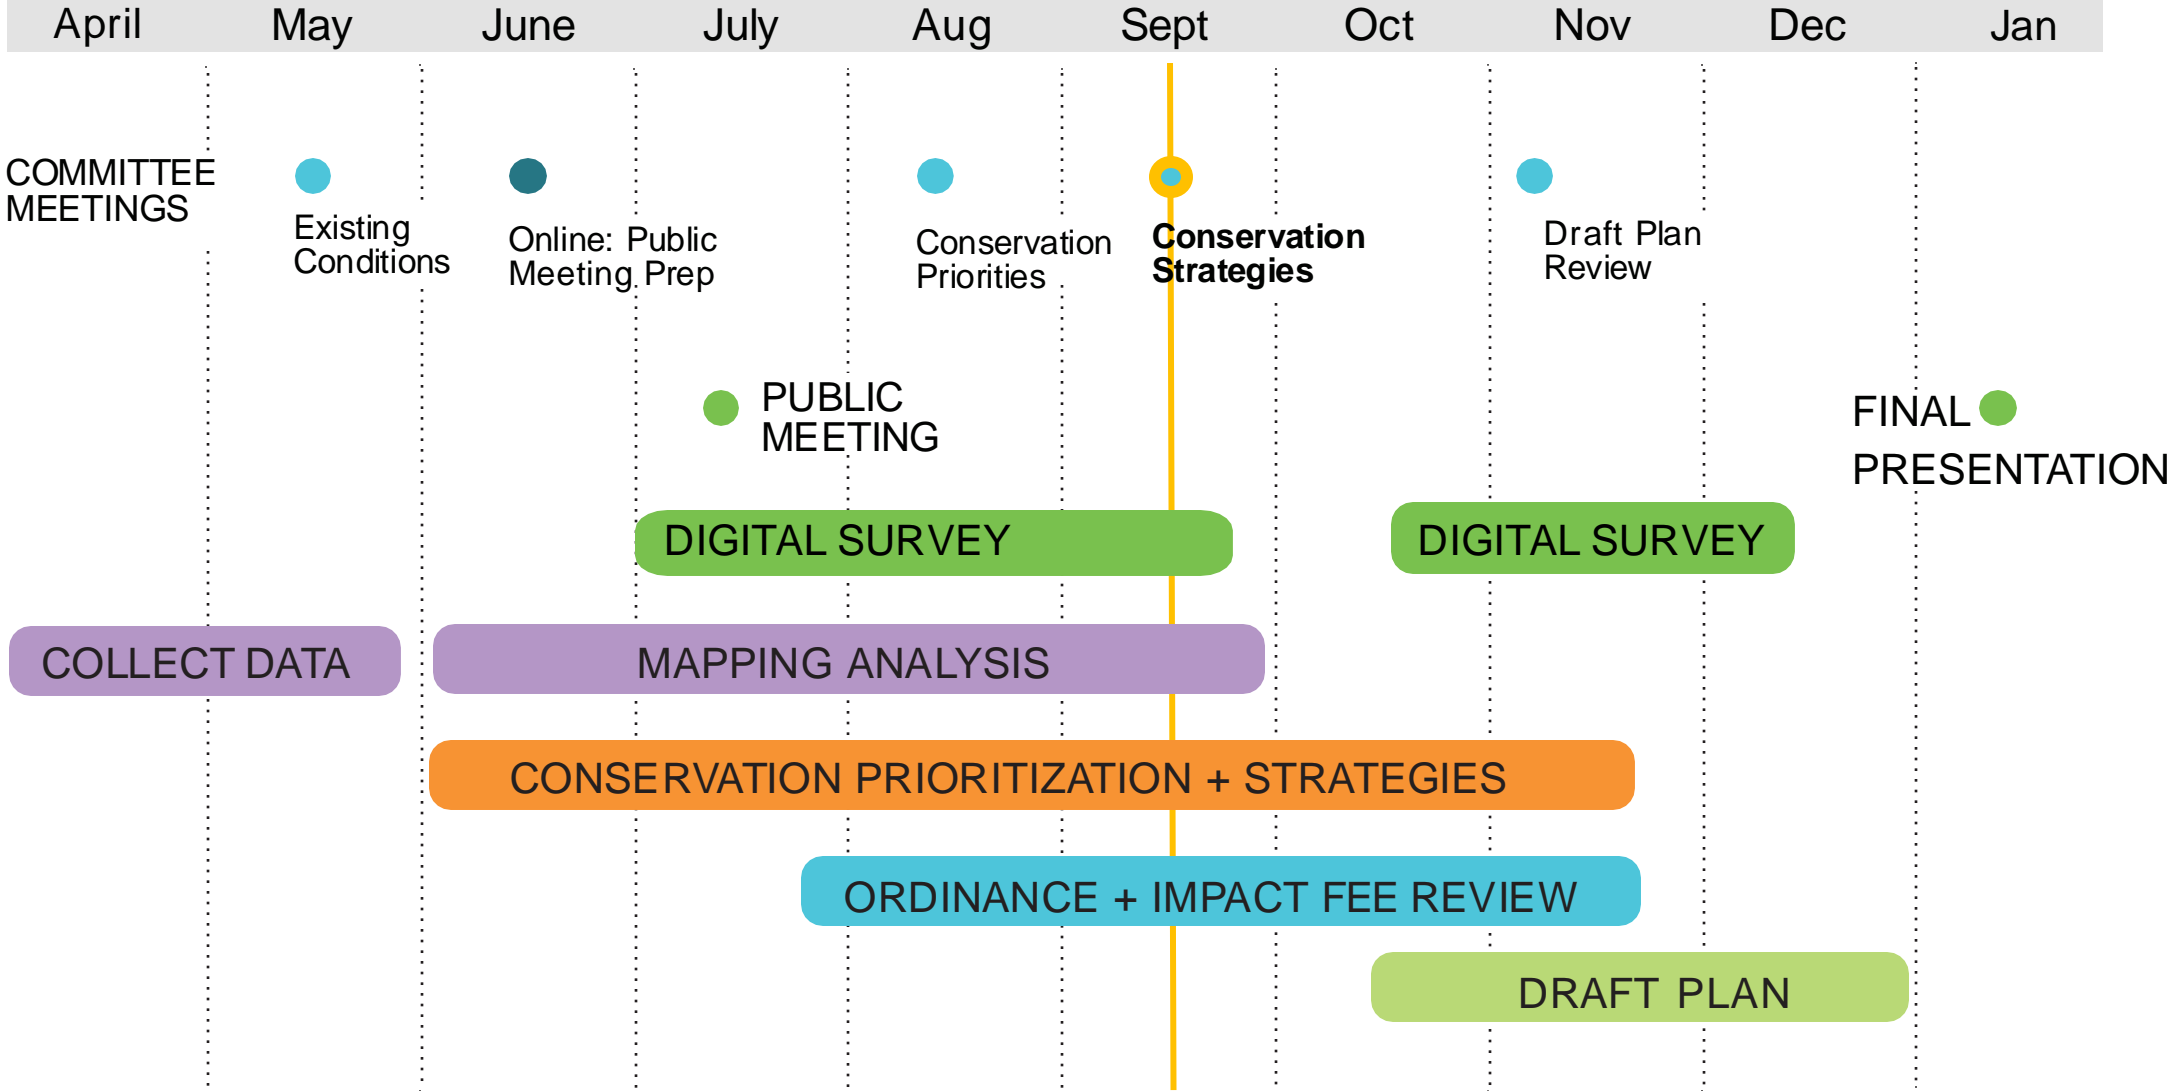 April May June July Aug Sept Oct Nov Dec Jan
COMMITTEE
MEETINGS
Existing
Conditions
Online: Public
Meeting Prep
Conservation
Priorities
Conservation
Strategies
Draft Plan
Review
PUBLIC
MEETING
FINAL
PRESENTATION
DIGITAL SURVEY
DIGITAL SURVEY
COLLECT DATA
MAPPING ANALYSIS
CONSERVATION PRIORITIZATION + STRATEGIES
ORDINANCE + IMPACT FEE REVIEW
DRAFT PLAN